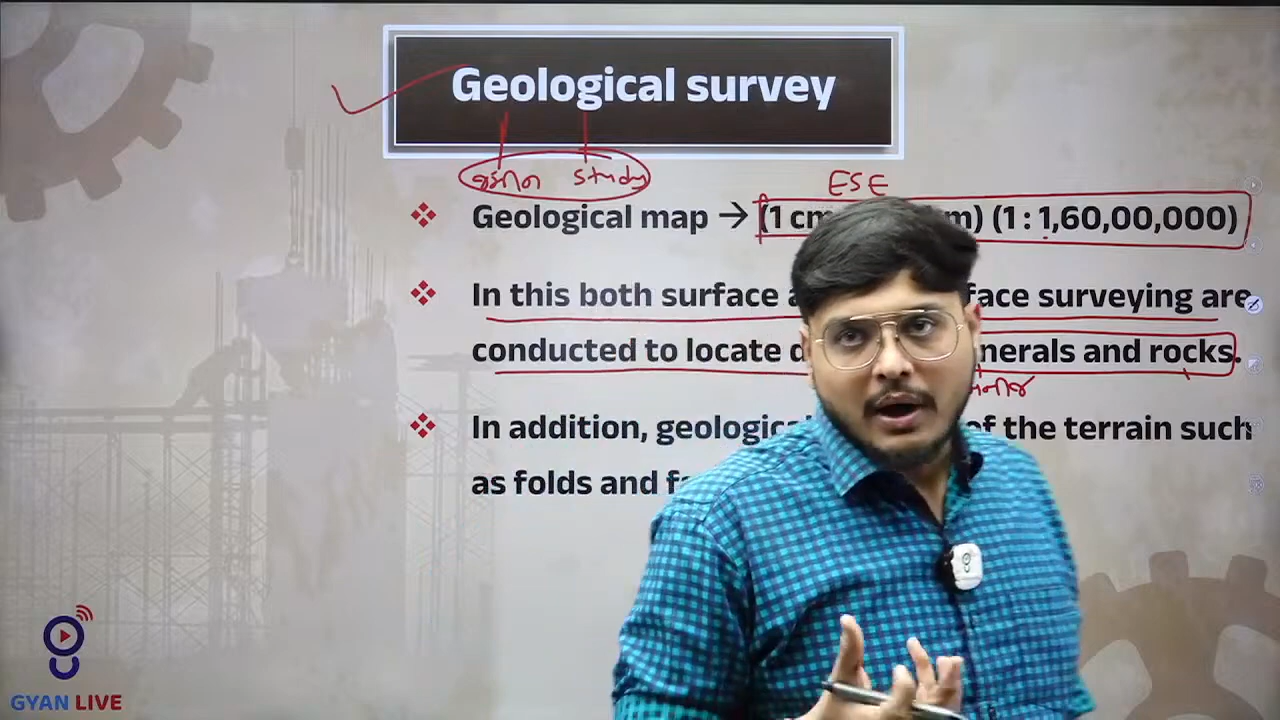 Geological survey
study
ESE
Geological map → (1 cm m) (1 : 1,60,00,000)
In this both surface face surveying are
conducted to locate nerals and rocks.
In addition, of the terrain such
as folds and
GYAN LIVE